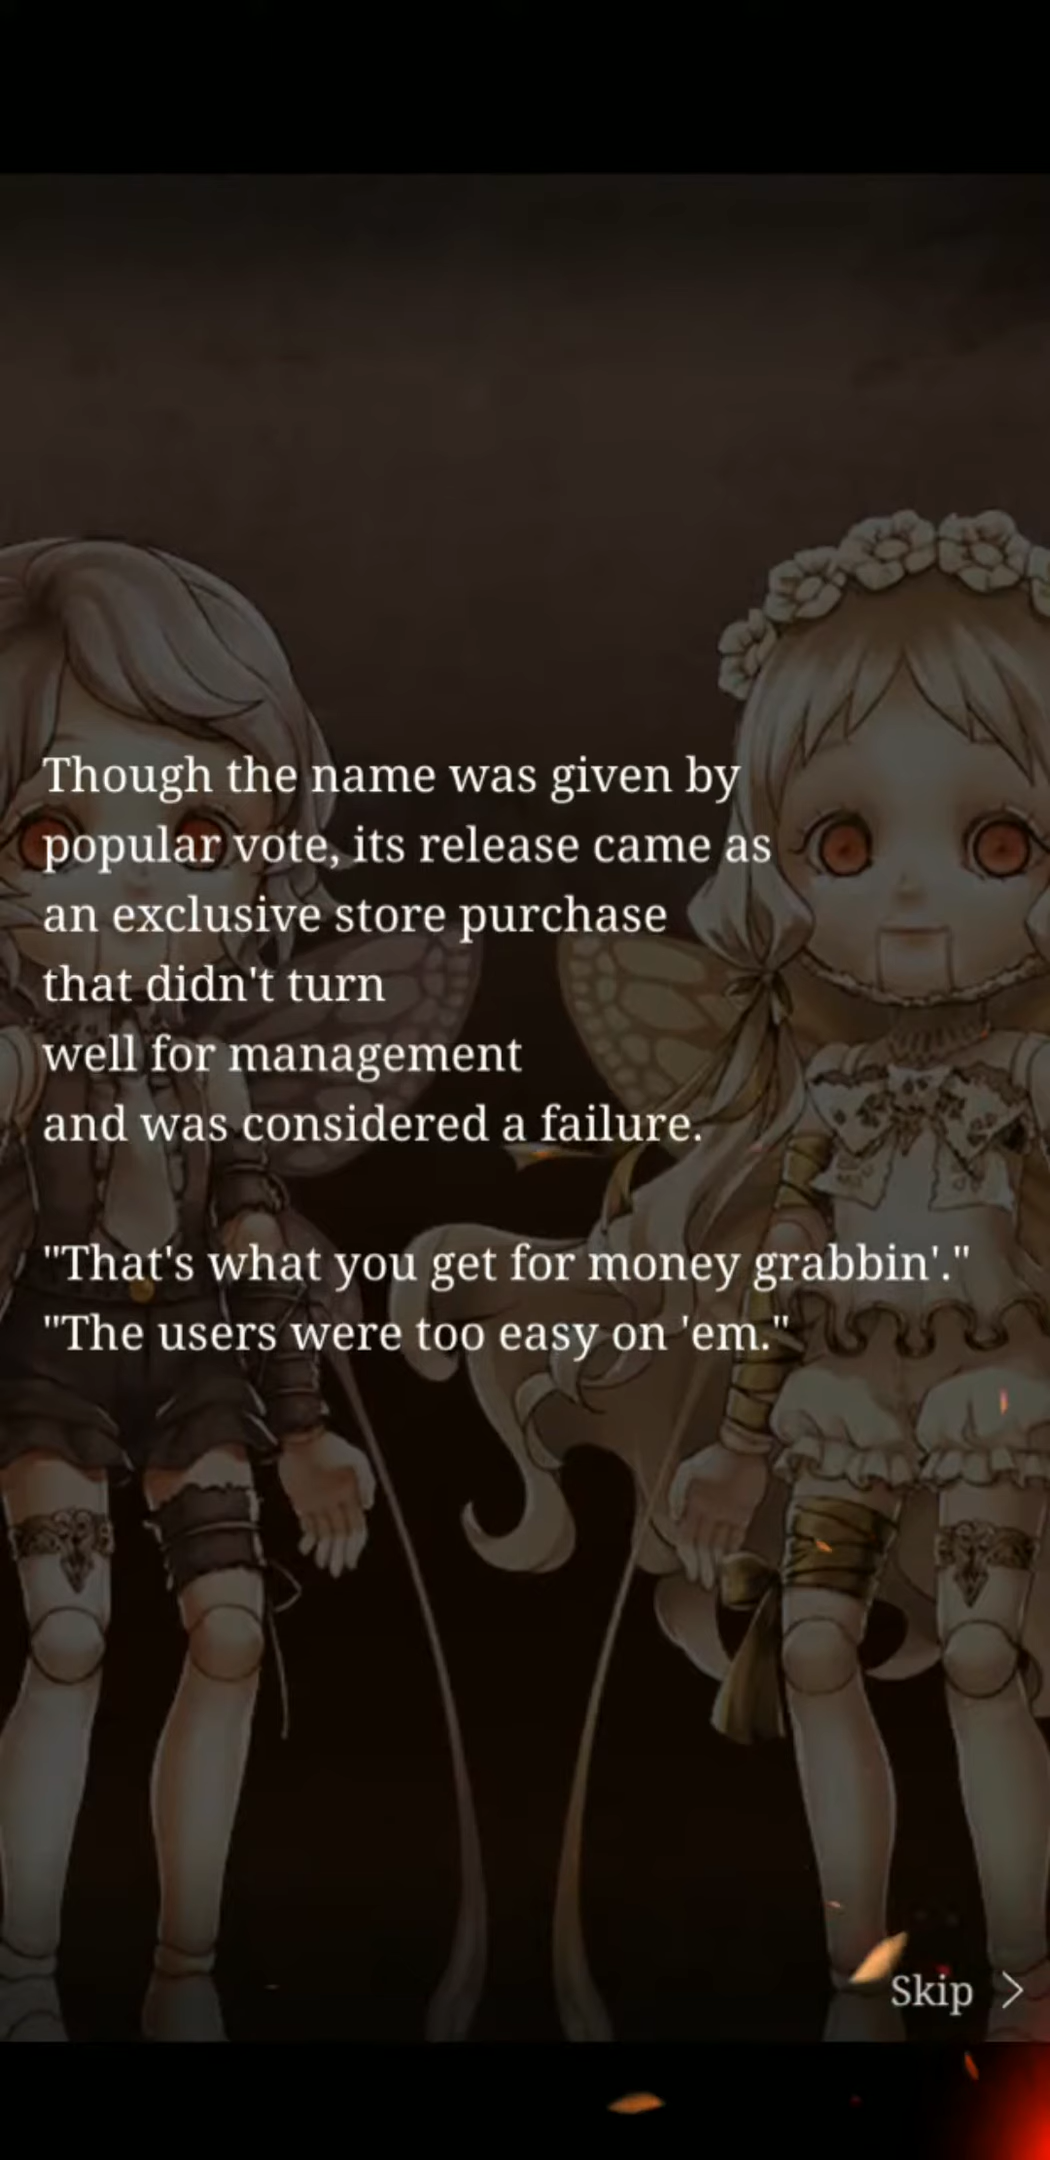 Though the name was given by
popular vote, its release came as
an exclusive store purchase
that didn't turn
well for management
and was considered a failure.
"That's what you get for money grabbin'."
"The users were too easy on 'em."
Skip